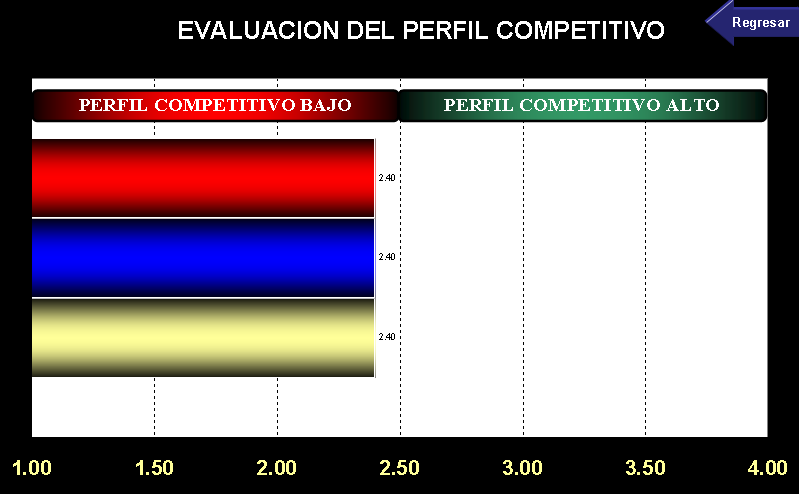 EVALUACION DEL PERFIL COMPETITIVO
Regresar
PERFIL COMPETITIVO BAJO
PERFIL COMPETITIVO ALTO
2.40
2.40
2.40
1.00 1.50 2.00 2.50 3.00 3.50 4.00